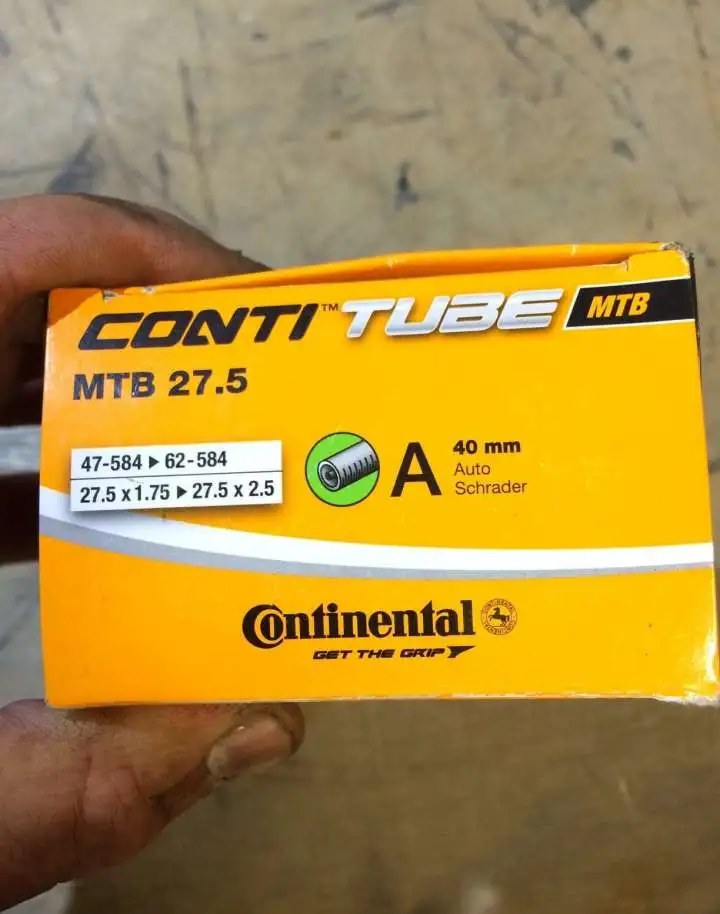 CONTI™ TUBE MTB
MTB 27.5
47-584 ▶ 62-584
27.5 x 1.75 ▶ 27.5 x 2.5
A
40 mm
Auto
Schrader
Continental
GET THE GRIP